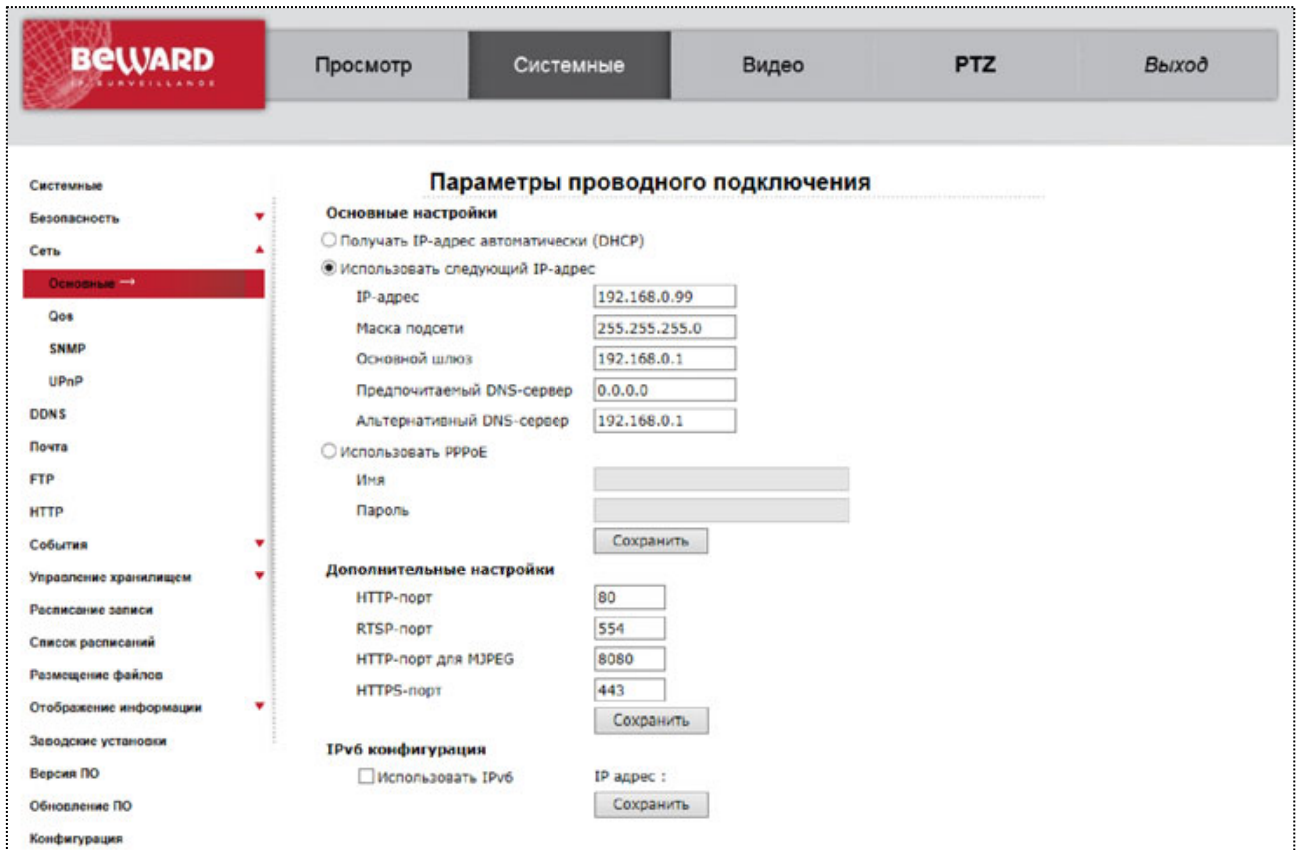 BEWARD
IP SURVEILLANCE
Просмотр
Системные
Видео
PTZ
Выход
Системные
Безопасность
Сеть
Основные →
Qos
SNMP
UPnP
DDNS
Почта
FTP
HTTP
События
Управление хранилищем
Расписание записи
Список расписаний
Размещение файлов
Отображение информации
Заводские установки
Версия ПО
Обновление ПО
Конфигурация
Параметры проводного подключения
Основные настройки
Получать IP-адрес автоматически (DHCP)
Использовать следующий IP-адрес
IP-адрес 192.168.0.99
Маска подсети 255.255.255.0
Основной шлюз 192.168.0.1
Предпочитаемый DNS-сервер 0.0.0.0
Альтернативный DNS-сервер 192.168.0.1
Использовать PPPoE
Имя
Пароль
Сохранить
Дополнительные настройки
HTTP-порт 80
RTSP-порт 554
HTTP-порт для MJPEG 8080
HTTPS-порт 443
Сохранить
IPv6 конфигурация
Использовать IPv6 IP адрес :
Сохранить